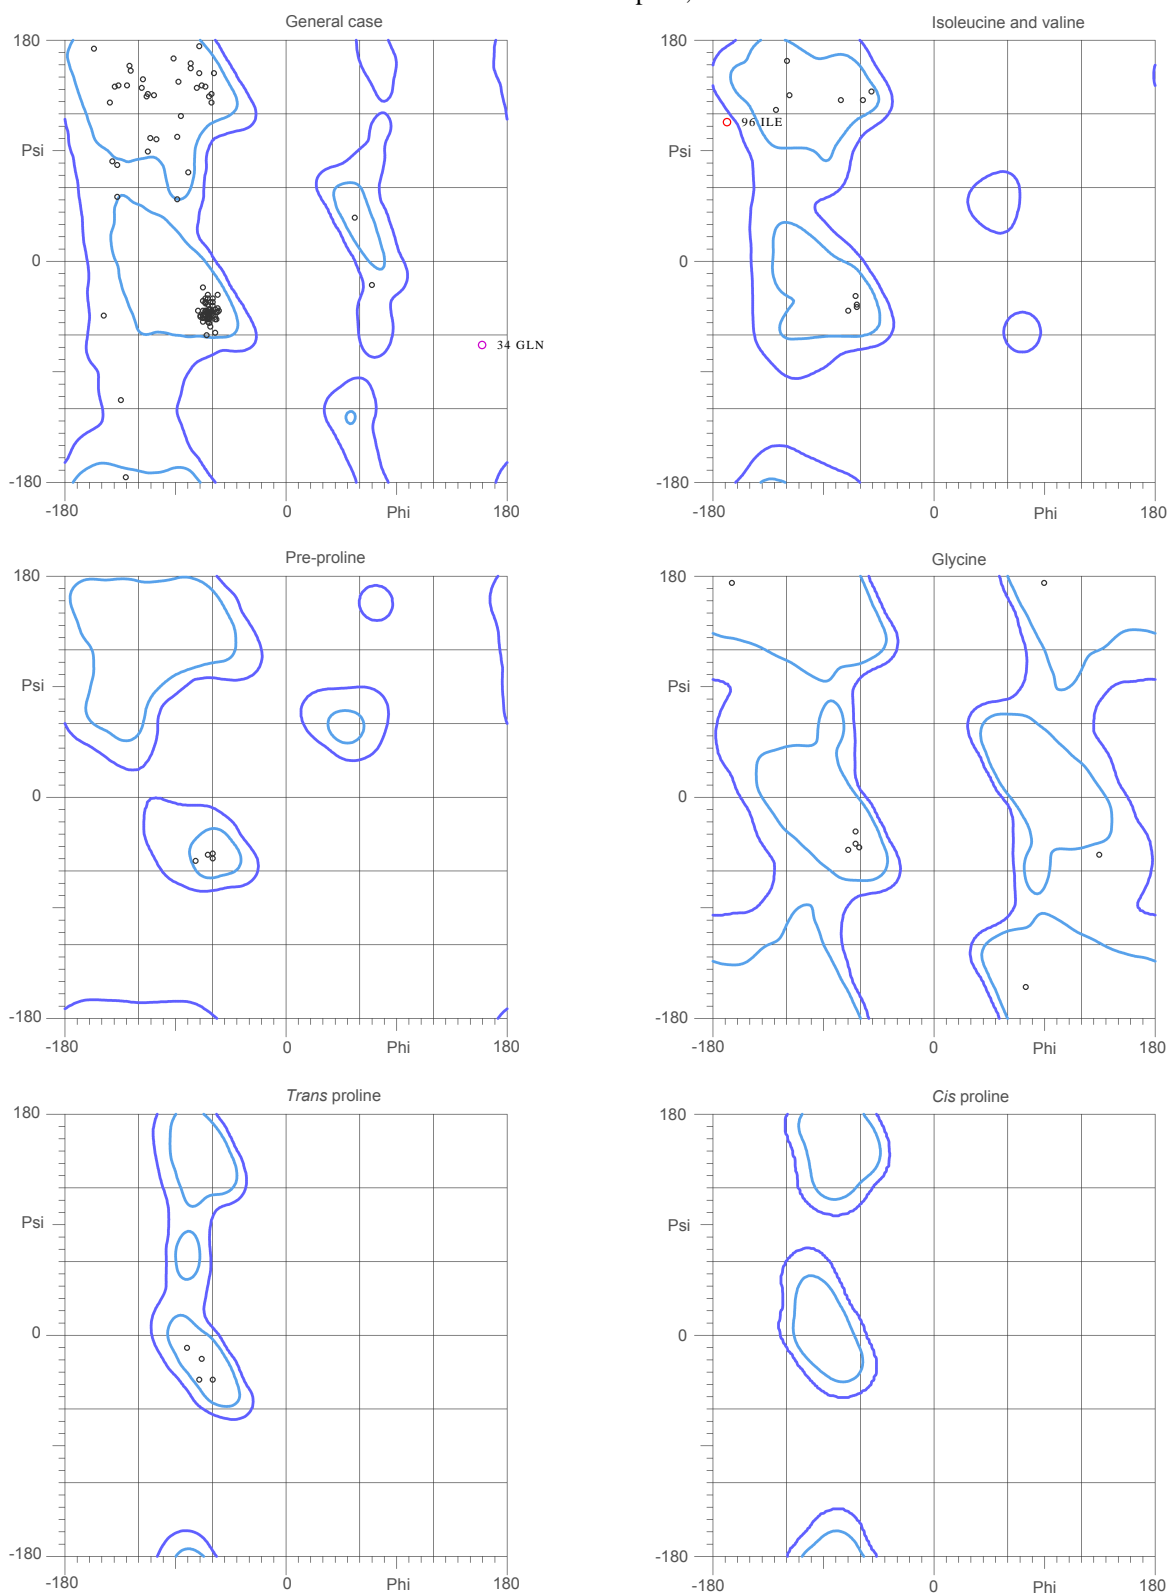 General case
Isoleucine and valine
180
180
96 ILE
Psi
Psi
0
0
34 GLN
-180
-180
-180
0
Phi
180
-180
0
Phi
180
Pre-proline
Glycine
180
180
Psi
Psi
0
0
-180
-180
-180
0
Phi
180
-180
0
Phi
180
Trans proline
Cis proline
180
180
Psi
Psi
0
0
-180
-180
-180
0
Phi
180
-180
0
Phi
180